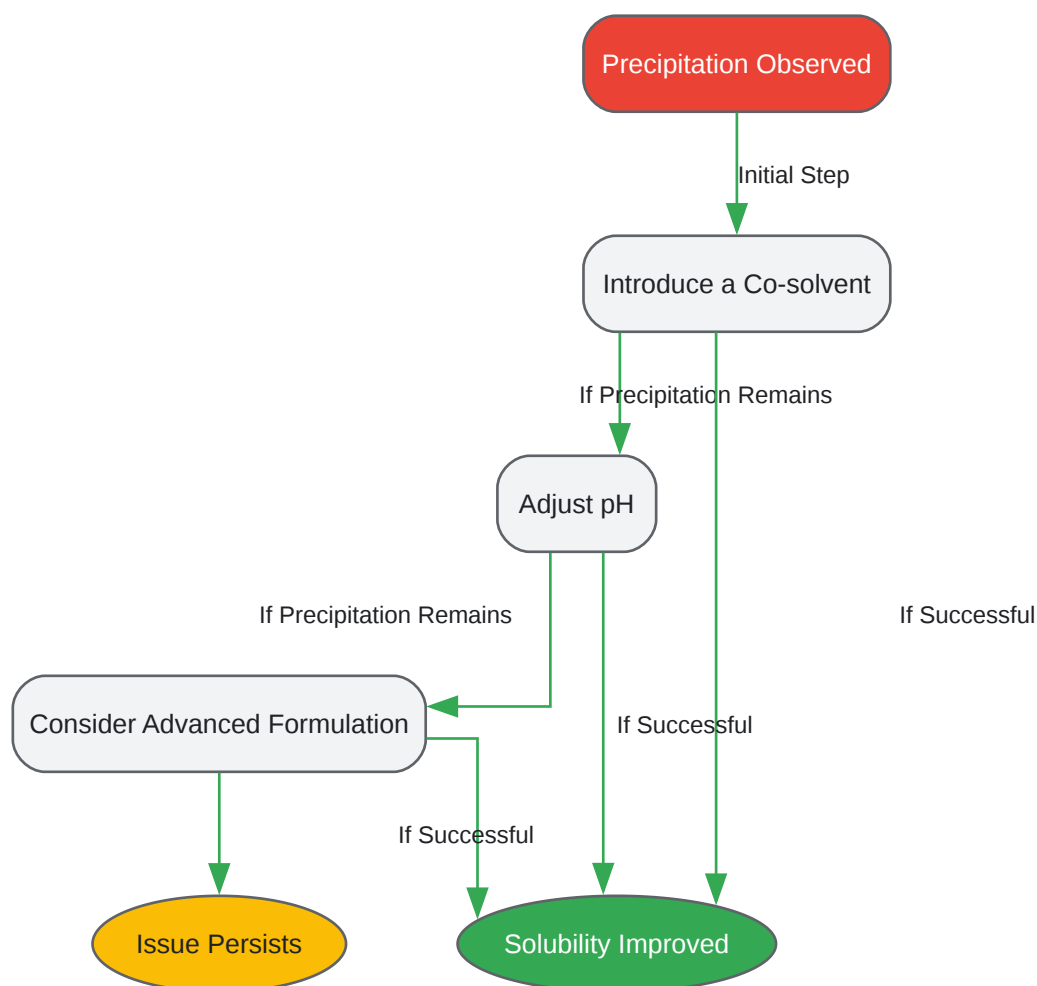 Precipitation Observed
Initial Step
Introduce a Co-solvent
If Precipitation Remains
Adjust pH
If Precipitation Remains
If Successful
Consider Advanced Formulation
If Successful
If Successful
Issue Persists
Solubility Improved